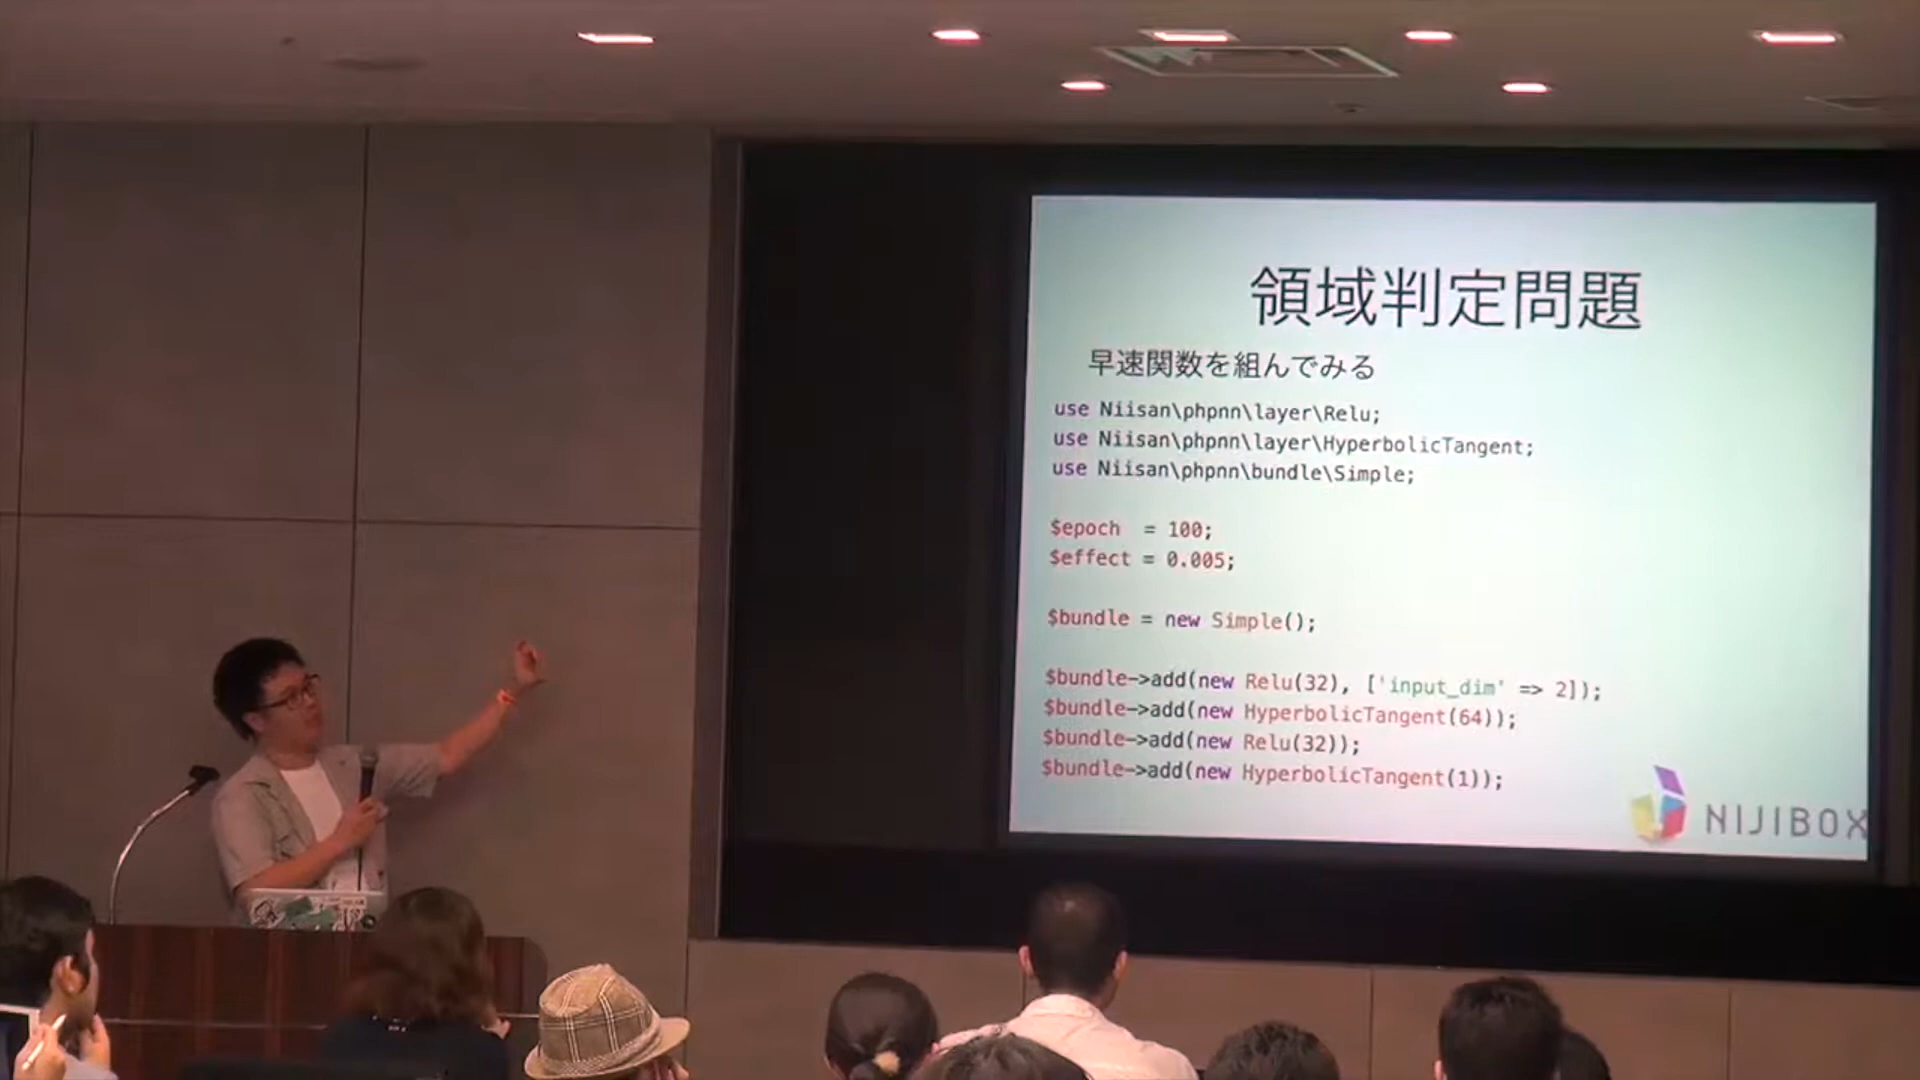 領域判定問題
早速関数を組んでみる
use Niisan\phpnn\layer\Relu;
use Niisan\phpnn\layer\HyperbolicTangent;
use Niisan\phpnn\bundle\Simple;
$epoch = 100;
$effect = 0.005;
$bundle = new Simple();
$bundle->add(new Relu(32), ['input_dim' => 2]);
$bundle->add(new HyperbolicTangent(64));
$bundle->add(new Relu(32));
$bundle->add(new HyperbolicTangent(1));
NIJIBOX